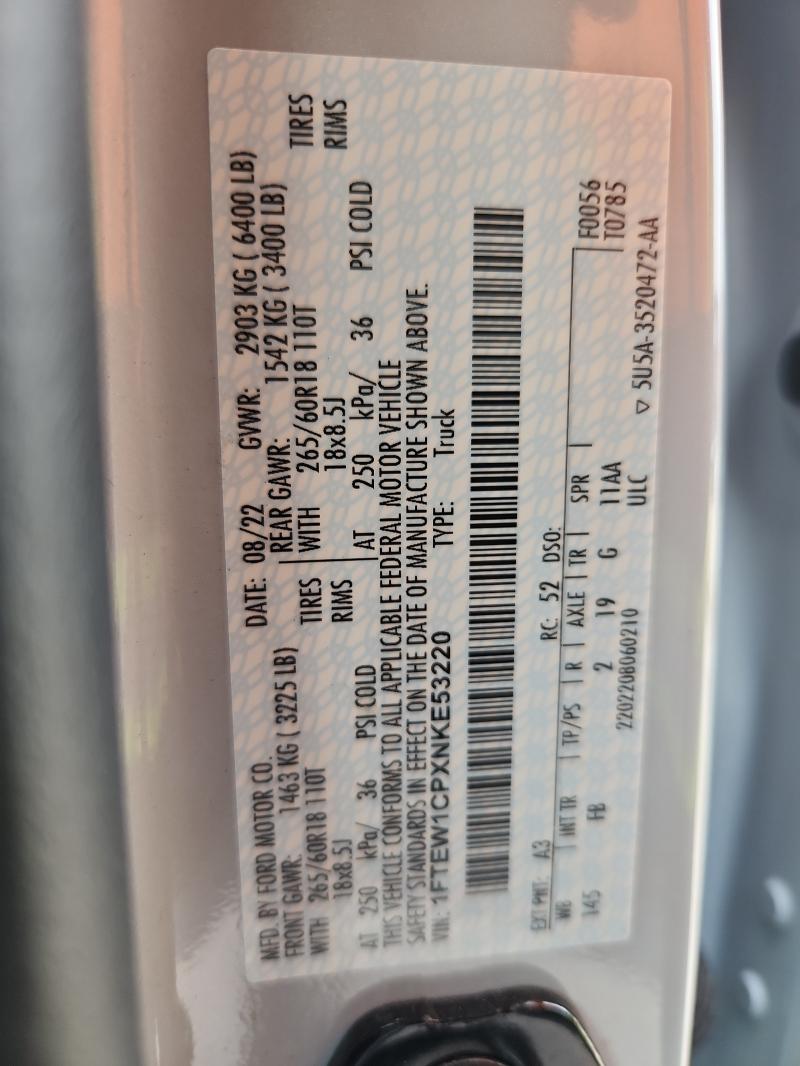 MFD. BY FORD MOTOR CO. DATE: 08/22 GVWR: 2903 KG ( 6400 LB)
FRONT GAWR: 1463 KG ( 3225 LB) REAR GAWR: 1542 KG ( 3400 LB)
WITH 265/60R18 110T TIRES WITH 265/60R18 110T TIRES
18x8.5J RIMS 18x8.5J RIMS
AT 250 kPa/ 36 PSI COLD AT 250 kPa/ 36 PSI COLD
THIS VEHICLE CONFORMS TO ALL APPLICABLE FEDERAL MOTOR VEHICLE
SAFETY STANDARDS IN EFFECT ON THE DATE OF MANUFACTURE SHOWN ABOVE.
VIN: 1FTEW1CPXNKE53220 TYPE: Truck
EXT PNT: A3 RC: 52 DSO:
WB INT TR TP/PS R AXLE TR SPR F0056
145 FB 2 19 G 11AA T0785
2202208060210 ULC
▽ 5U5A-3520472-AA